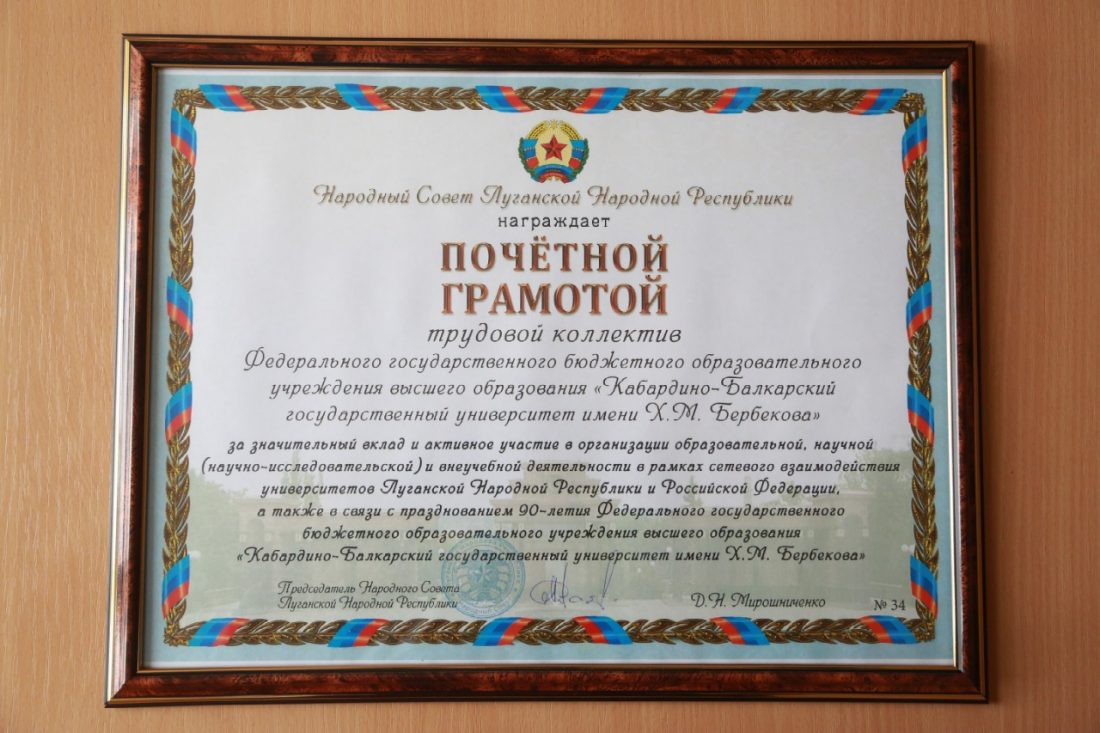 Народный Совет Луганской Народной Республики
награждает
ПОЧЁТНОЙ
ГРАМОТОЙ
трудовой коллектив
Федерального государственного бюджетного образовательного
учреждения высшего образования «Кабардино-Балкарский
государственный университет имени Х.М. Бербекова»
за значительный вклад и активное участие в организации образовательной, научной
(научно-исследовательской) и внеучебной деятельности в рамках сетевого взаимодействия
университетов Луганской Народной Республики и Российской Федерации,
а также в связи с празднованием 90-летия Федерального государственного
бюджетного образовательного учреждения высшего образования
«Кабардино-Балкарский государственный университет имени Х.М. Бербекова»
Председатель Народного Совета
Луганской Народной Республики
Д.Н. Мирошниченко
№ 34